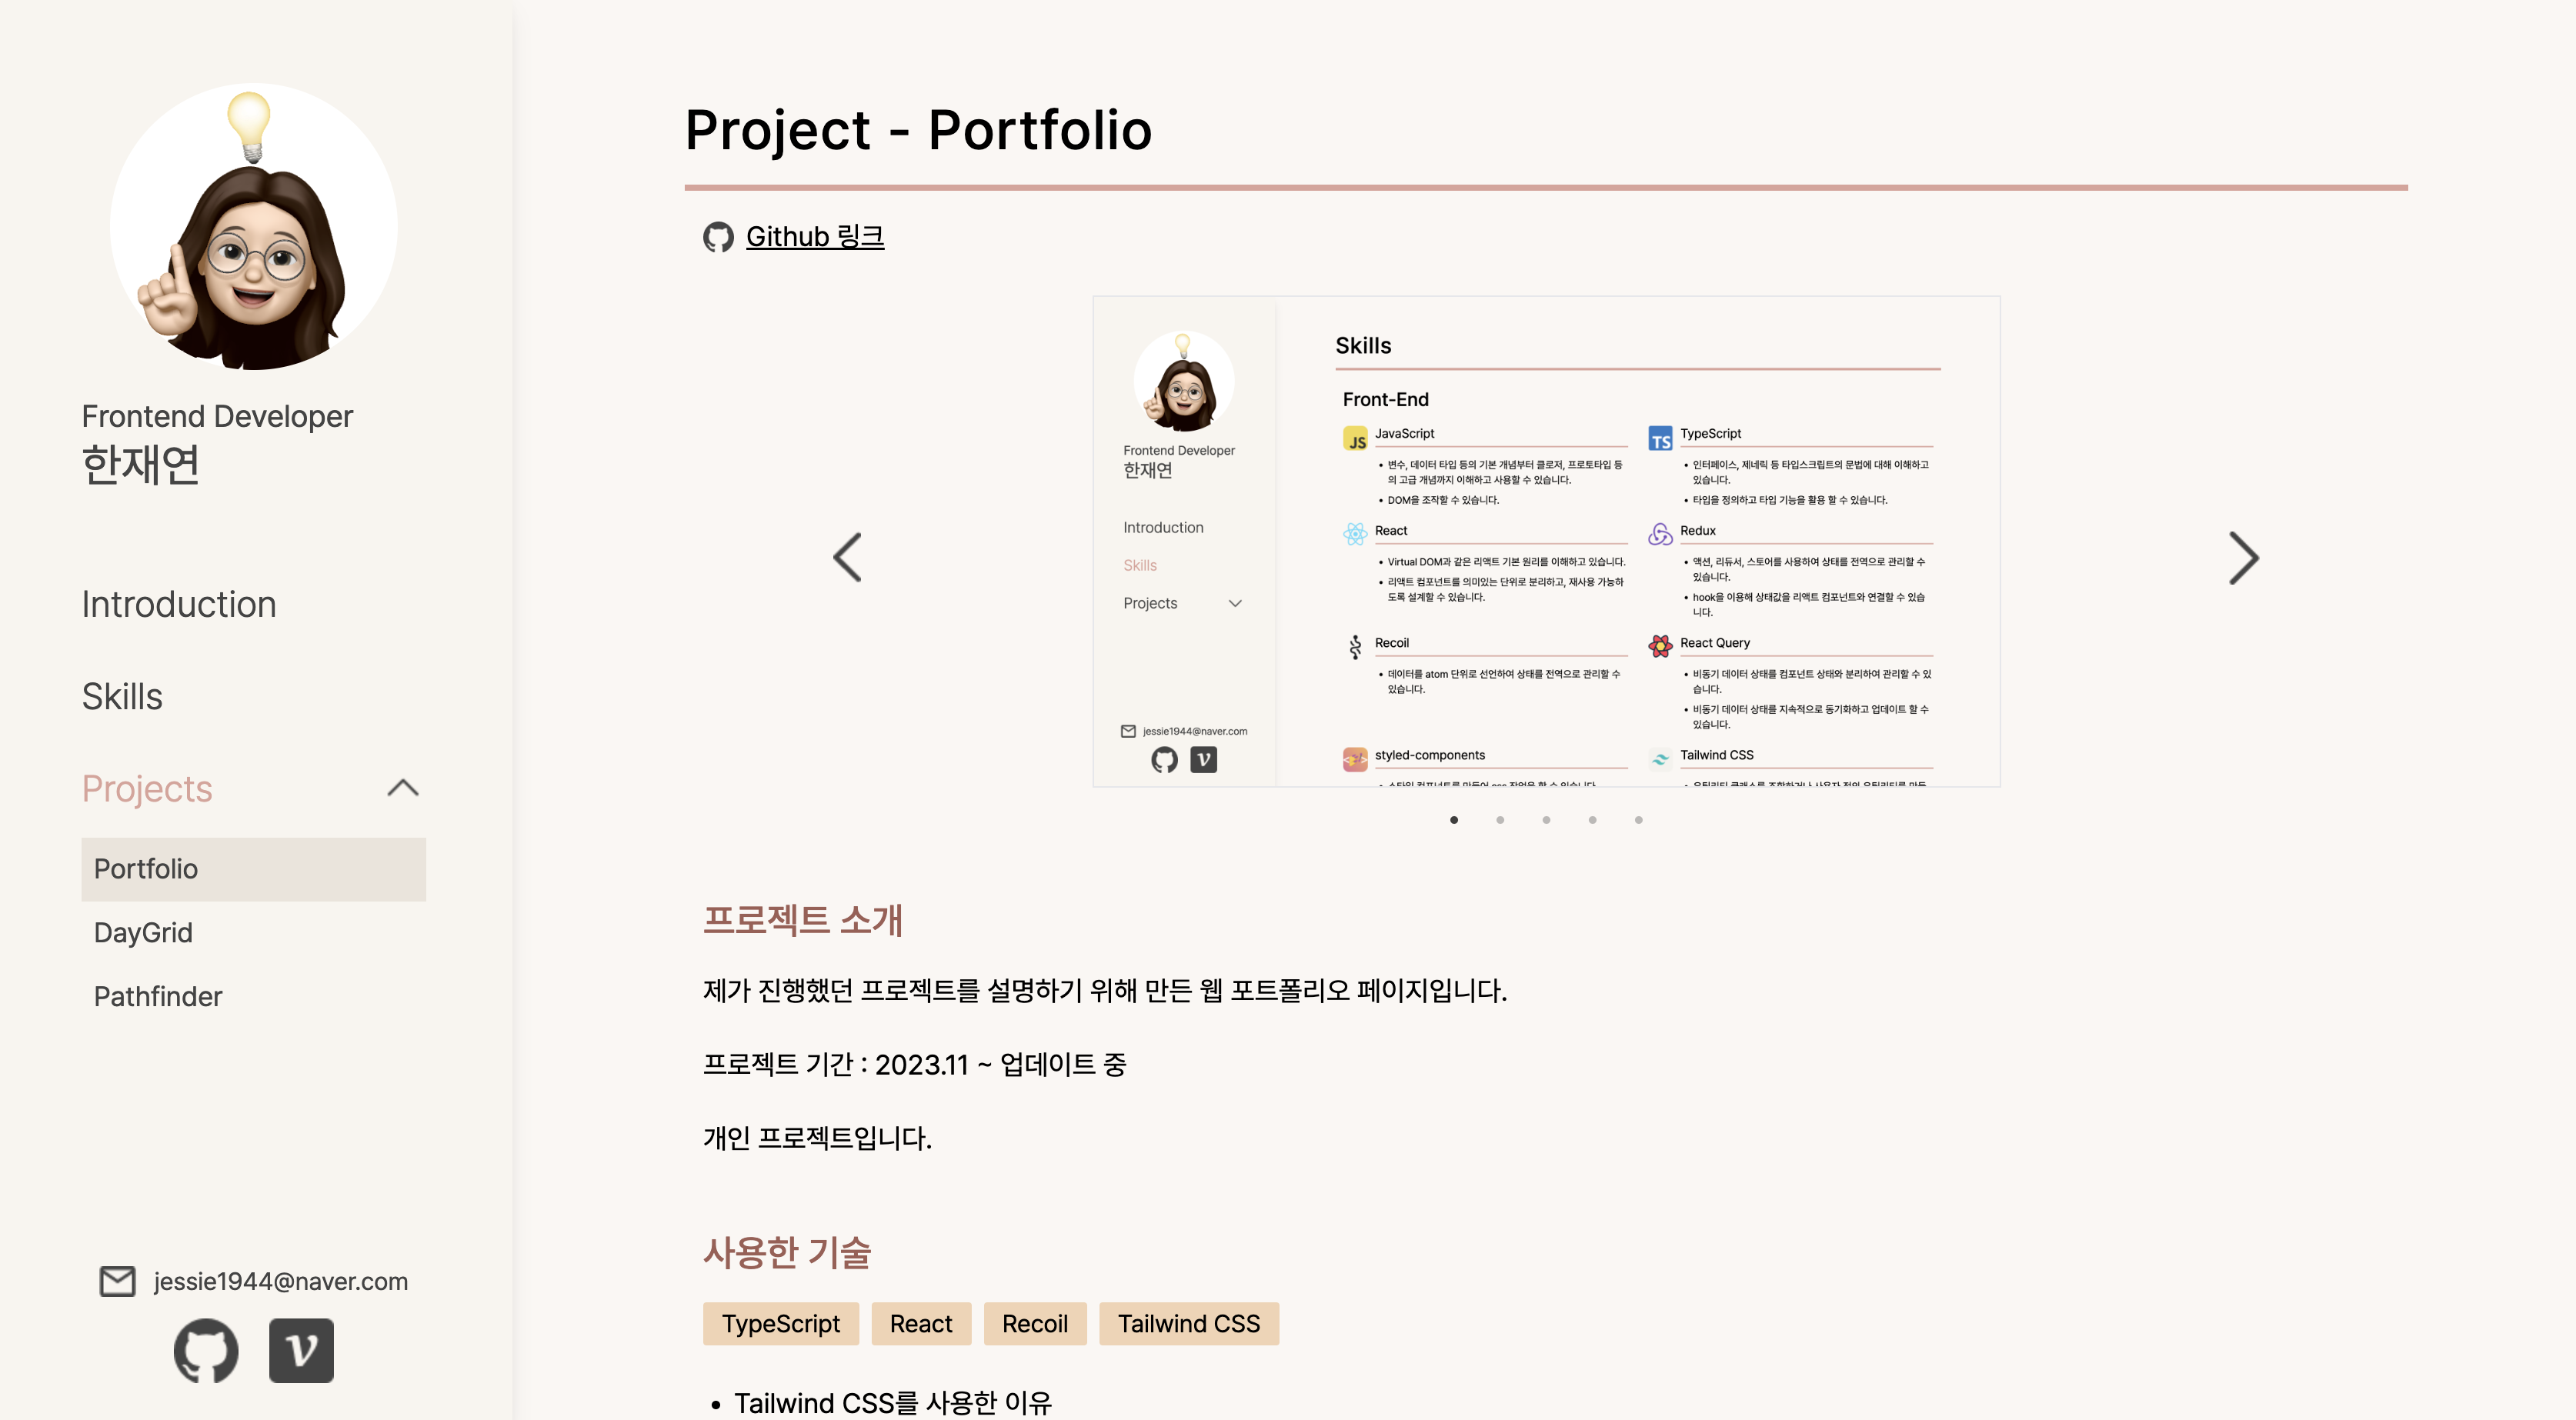 Frontend Developer
한재연
Introduction
Skills
Projects
Portfolio
DayGrid
Pathfinder
jessie1944@naver.com
Project - Portfolio
Github 링크
Frontend Developer
한재연
Introduction
Skills
Projects
jessie1944@naver.com
Skills
Front-End
JS JavaScript
• 변수, 데이터 타입 등의 기본 개념부터 클로저, 프로토타입 등
의 고급 개념까지 이해하고 사용할 수 있습니다.
• DOM을 조작할 수 있습니다.
TS TypeScript
• 인터페이스, 제네릭 등 타입스크립트의 문법에 대해 이해하고
있습니다.
• 타입을 정의하고 타입 기능을 활용 할 수 있습니다.
React
• Virtual DOM과 같은 리액트 기본 원리를 이해하고 있습니다.
• 리액트 컴포넌트를 의미있는 단위로 분리하고, 재사용 가능하
도록 설계할 수 있습니다.
Redux
• 액션, 리듀서, 스토어를 사용하여 상태를 전역으로 관리할 수
있습니다.
• hook을 이용해 상태값을 리액트 컴포넌트와 연결할 수 있습
니다.
Recoil
• 데이터를 atom 단위로 선언하여 상태를 전역으로 관리할 수
있습니다.
React Query
• 비동기 데이터 상태를 컴포넌트 상태와 분리하여 관리할 수 있
습니다.
• 비동기 데이터 상태를 지속적으로 동기화하고 업데이트 할 수
있습니다.
styled-components
Tailwind CSS
프로젝트 소개
제가 진행했던 프로젝트를 설명하기 위해 만든 웹 포트폴리오 페이지입니다.
프로젝트 기간 : 2023.11 ~ 업데이트 중
개인 프로젝트입니다.
사용한 기술
TypeScript React Recoil Tailwind CSS
• Tailwind CSS를 사용한 이유